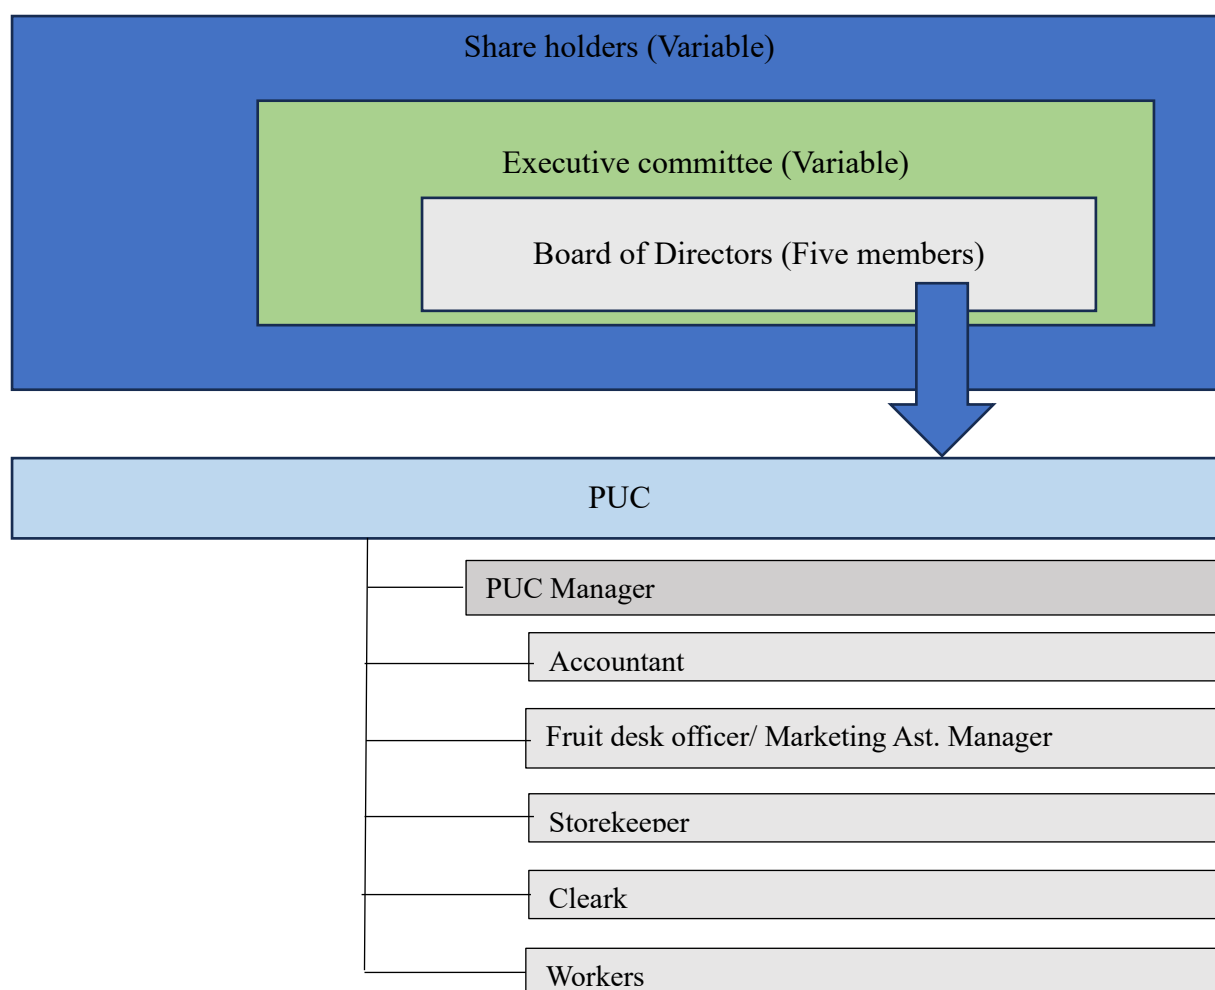 Share holders (Variable)
Executive committee (Variable)
Board of Directors (Five members)
PUC
PUC Manager
Accountant
Fruit desk officer/ Marketing Ast. Manager
Storekeeper
Cleark
Workers